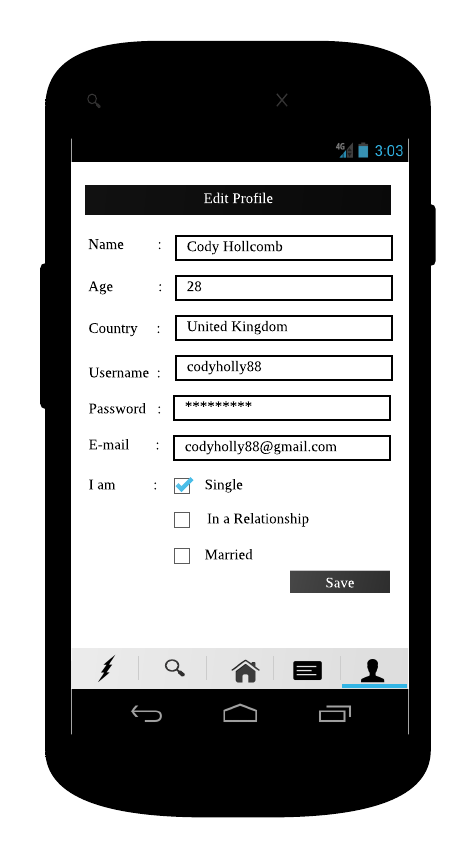 4G 3:03
Edit Profile
Name : Cody Hollcomb
Age : 28
Country : United Kingdom
Username : codyholly88
Password : *********
E-mail : codyholly88@gmail.com
I am : Single
In a Relationship
Married
Save